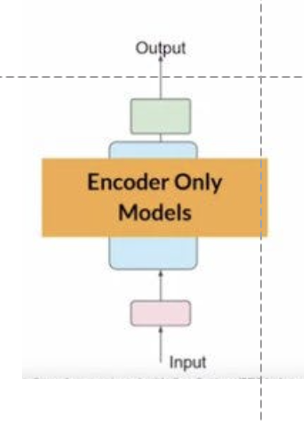 Output
Encoder Only
Models
Input